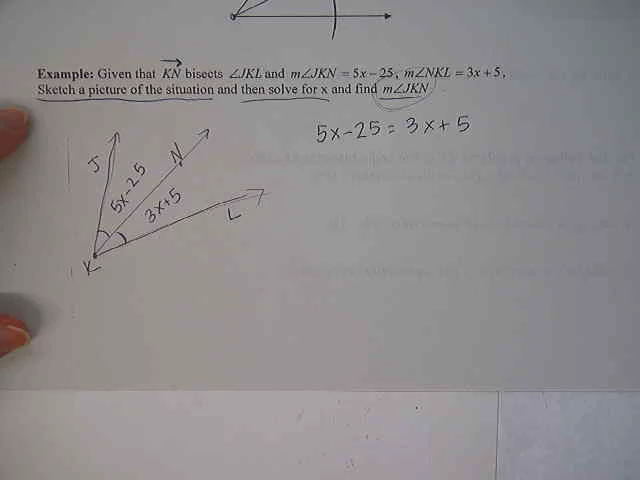 Example: Given that KN bisects ∠JKL and m∠JKN = 5x−25, m∠NKL = 3x+5,
Sketch a picture of the situation and then solve for x and find m∠JKN
5x-25 = 3x+5
J
N
5x-25
3x+5
L
K